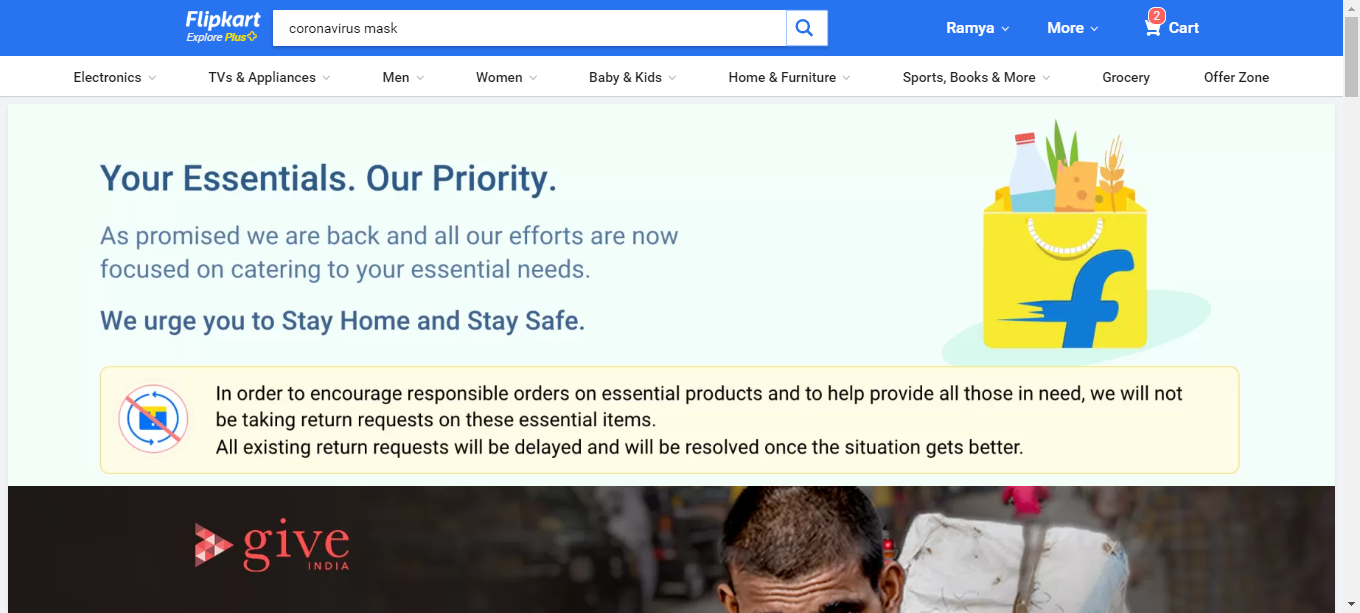 Flipkart
Explore Plus
coronavirus mask
Ramya
More
2
Cart
Electronics
TVs & Appliances
Men
Women
Baby & Kids
Home & Furniture
Sports, Books & More
Grocery
Offer Zone
Your Essentials. Our Priority.
As promised we are back and all our efforts are now
focused on catering to your essential needs.
We urge you to Stay Home and Stay Safe.
In order to encourage responsible orders on essential products and to help provide all those in need, we will not
be taking return requests on these essential items.
All existing return requests will be delayed and will be resolved once the situation gets better.
give
INDIA